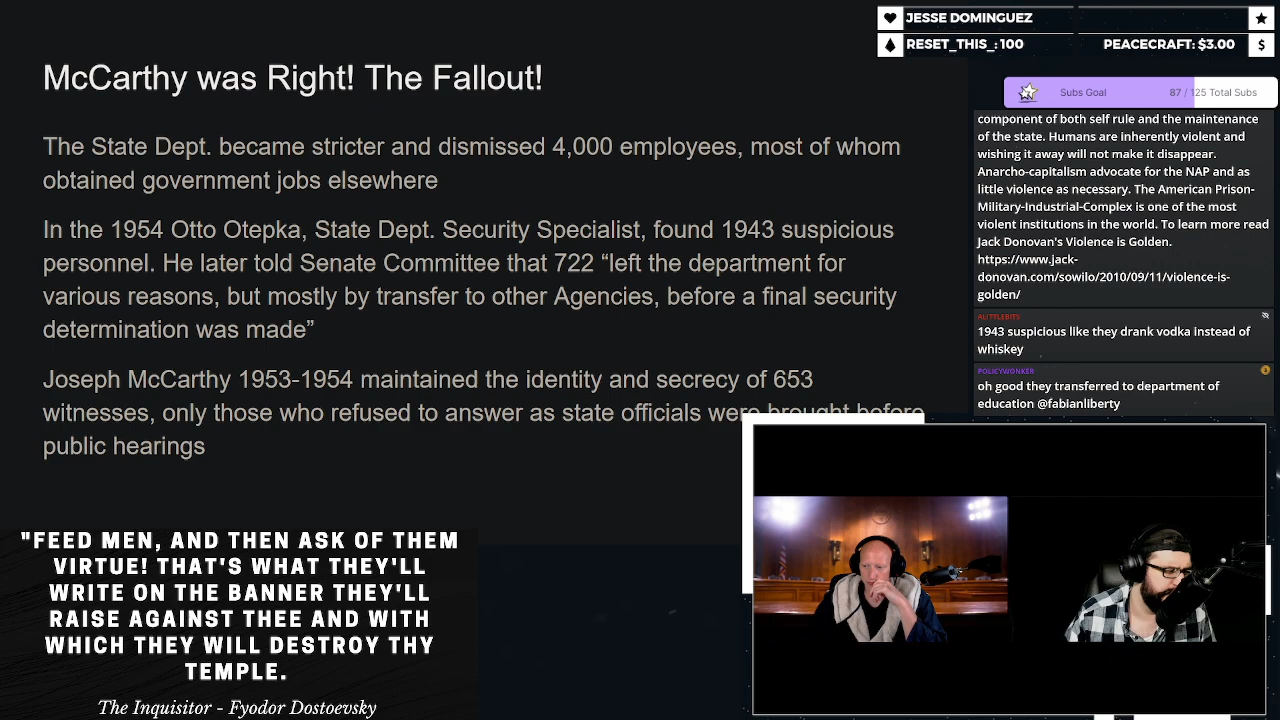 McCarthy was Right! The Fallout!
The State Dept. became stricter and dismissed 4,000 employees, most of whom
obtained government jobs elsewhere
In the 1954 Otto Otepka, State Dept. Security Specialist, found 1943 suspicious
personnel. He later told Senate Committee that 722 “left the department for
various reasons, but mostly by transfer to other Agencies, before a final security
determination was made”
Joseph McCarthy 1953-1954 maintained the identity and secrecy of 653
witnesses, only those who refused to answer as state officials were brought before
public hearings
"FEED MEN, AND THEN ASK OF THEM
VIRTUE! THAT'S WHAT THEY'LL
WRITE ON THE BANNER THEY'LL
RAISE AGAINST THEE AND WITH
WHICH THEY WILL DESTROY THY
TEMPLE.
The Inquisitor - Fyodor Dostoevsky
JESSE DOMINGUEZ
RESET_THIS_: 100
PEACECRAFT: $3.00
$
Subs Goal
87 / 125 Total Subs
component of both self rule and the maintenance
of the state. Humans are inherently violent and
wishing it away will not make it disappear.
Anarcho-capitalism advocate for the NAP and as
little violence as necessary. The American Prison-
Military-Industrial-Complex is one of the most
violent institutions in the world. To learn more read
Jack Donovan's Violence is Golden.
https://www.jack-
donovan.com/sowilo/2010/09/11/violence-is-
golden/
ALITTLEBITS
1943 suspicious like they drank vodka instead of
whiskey
POLICYWONKER
oh good they transferred to department of
education @fabianliberty